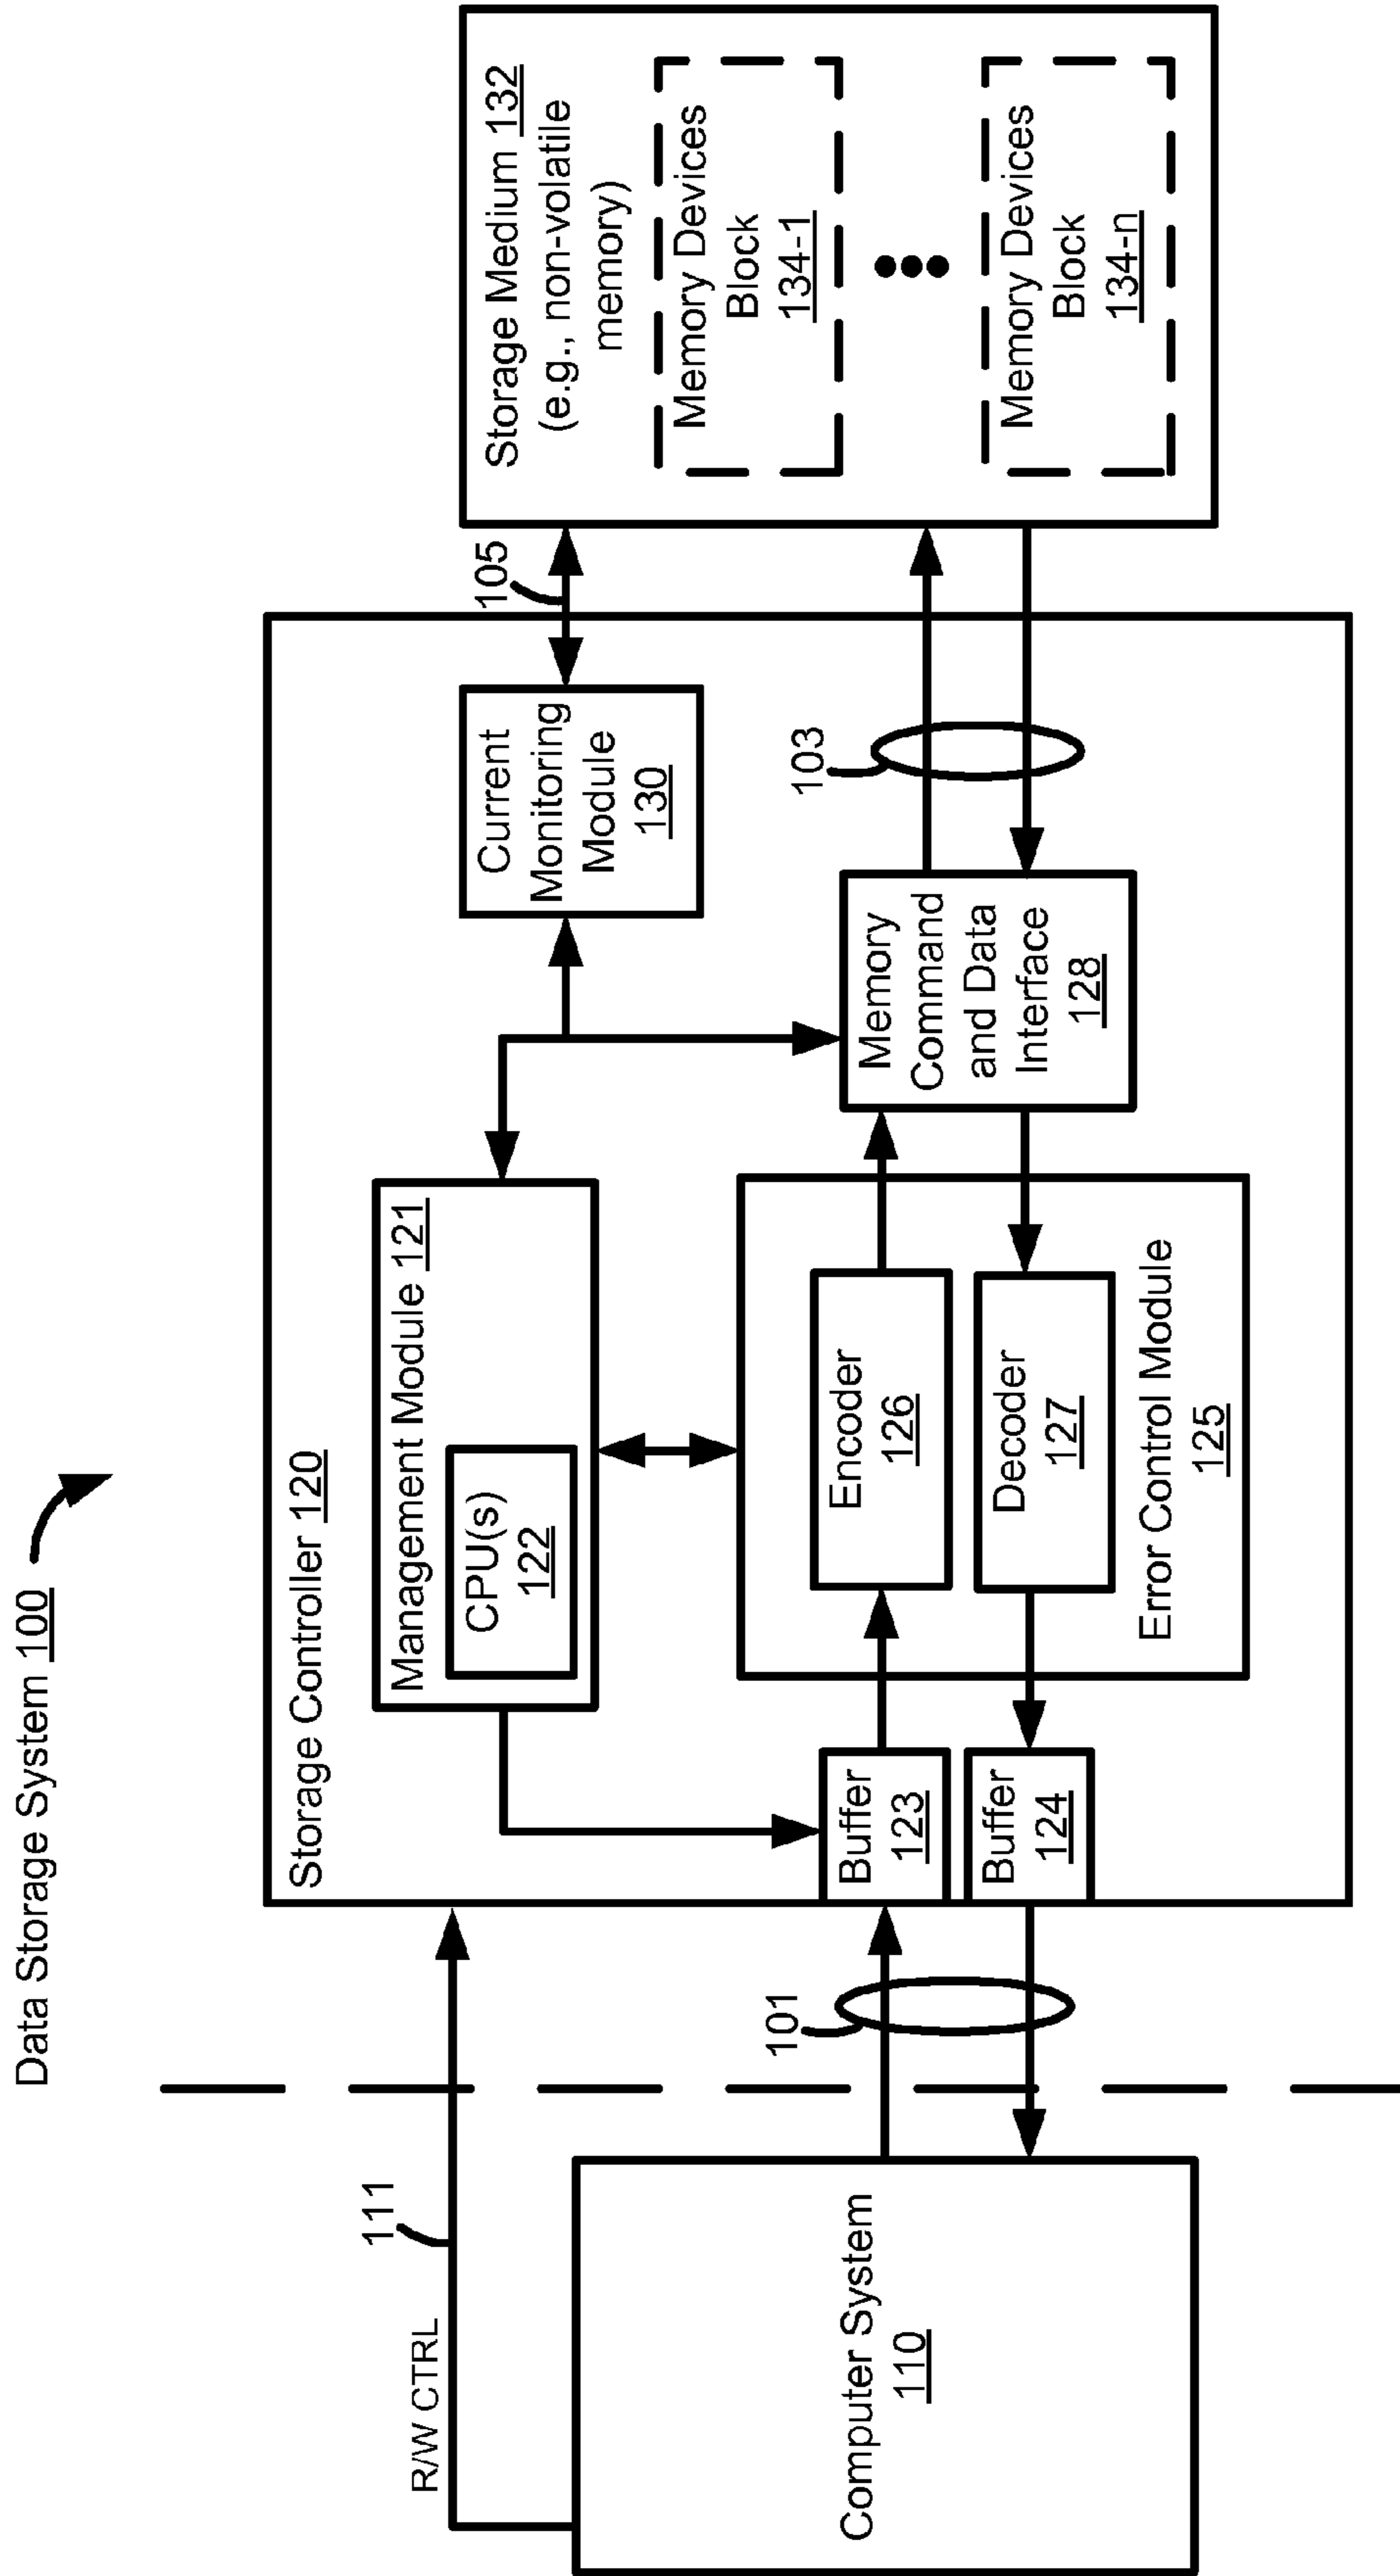 Data Storage System 100
R/W CTRL
111
Computer System
110
101
Storage Controller 120
Management Module 121
CPU(s)
122
Buffer
123
Buffer
124
Encoder
126
Decoder
127
Error Control Module
125
Current
Monitoring
Module
130
Memory
Command
and Data
Interface
128
105
103
Storage Medium 132
(e.g., non-volatile
memory)
Memory Devices
Block
134-1
Memory Devices
Block
134-n